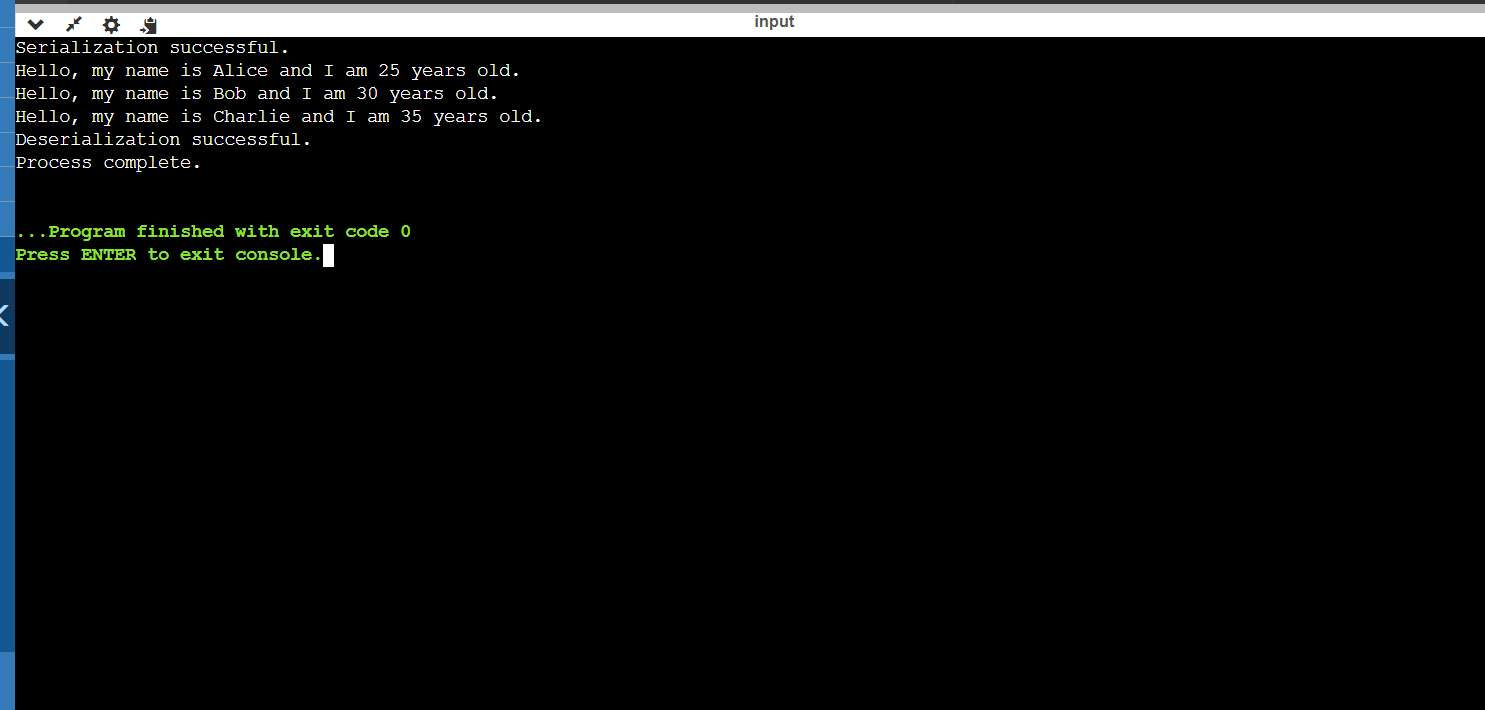 input
Serialization successful.
Hello, my name is Alice and I am 25 years old.
Hello, my name is Bob and I am 30 years old.
Hello, my name is Charlie and I am 35 years old.
Deserialization successful.
Process complete.
...Program finished with exit code 0
Press ENTER to exit console.